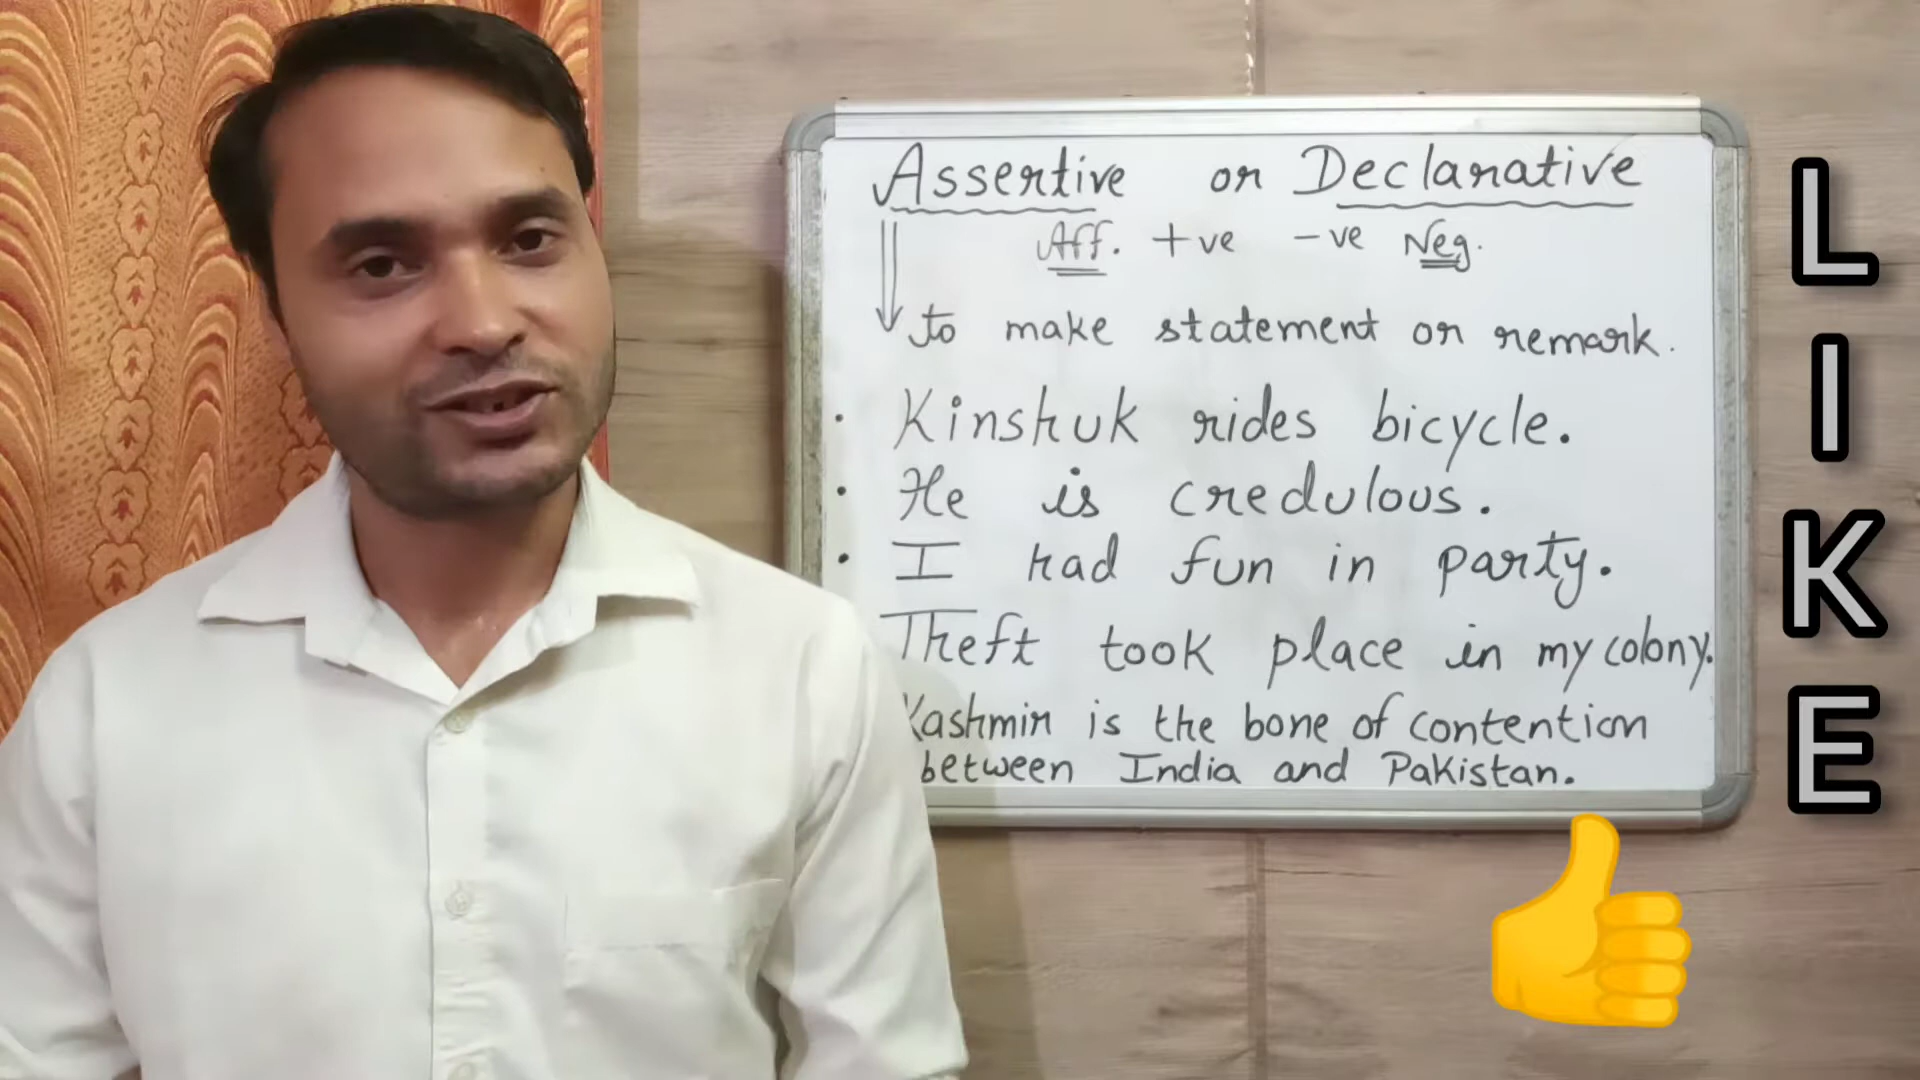 Assertive or Declarative
Aff. +ve -ve Neg.
to make statement or remark.
• Kinshuk rides bicycle.
• He is credulous.
• I had fun in party.
Theft took place in my colony.
Kashmir is the bone of contention
between India and Pakistan.
LIKE